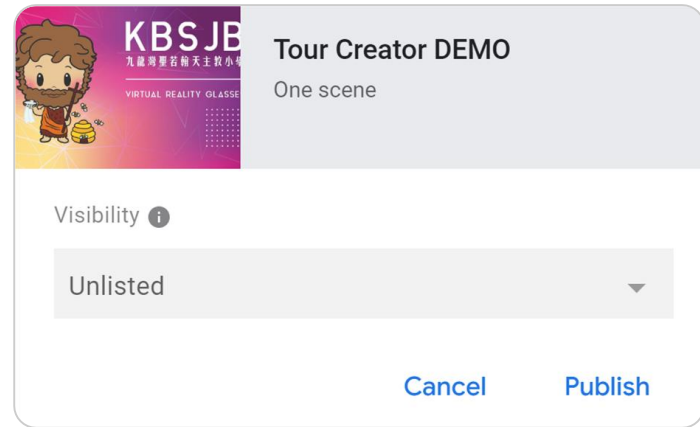 KBSJB
九龍灣聖若翰天主教小學
VIRTUAL REALITY GLASSE
Tour Creator DEMO
One scene
Visibility
Unlisted
Cancel
Publish